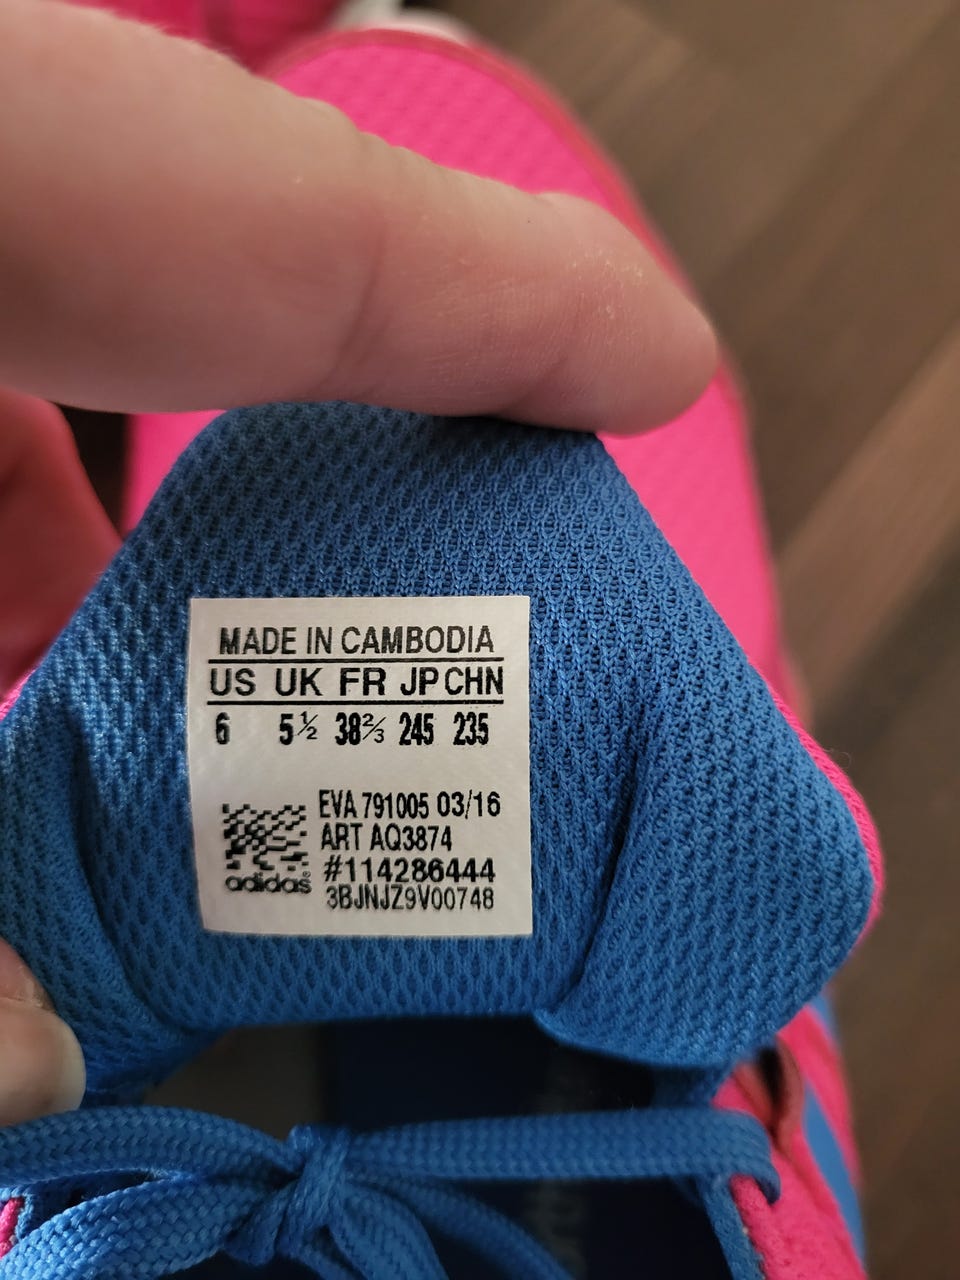 MADE IN CAMBODIA
US UK FR JP CHN
6 5½ 38⅔ 245 235
EVA 791005 03/16
ART AQ3874
#114286444
adidas®
3BJNJZ9V00748